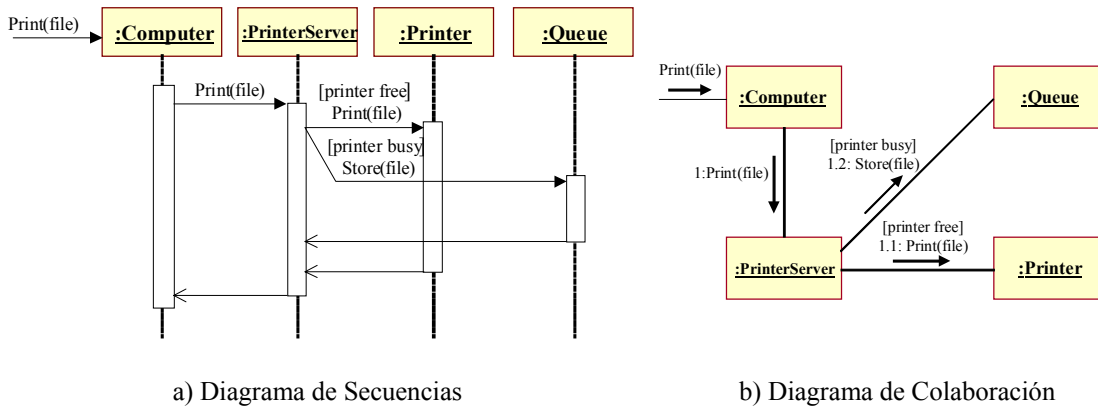 Print(file)
:Computer
:PrinterServer
:Printer
:Queue
Print(file)
[printer free]
Print(file)
[printer busy]
Store(file)
a) Diagrama de Secuencias
Print(file)
:Computer
:Queue
[printer busy]
1.2: Store(file)
1:Print(file)
[printer free]
1.1: Print(file)
:PrinterServer
:Printer
b) Diagrama de Colaboración